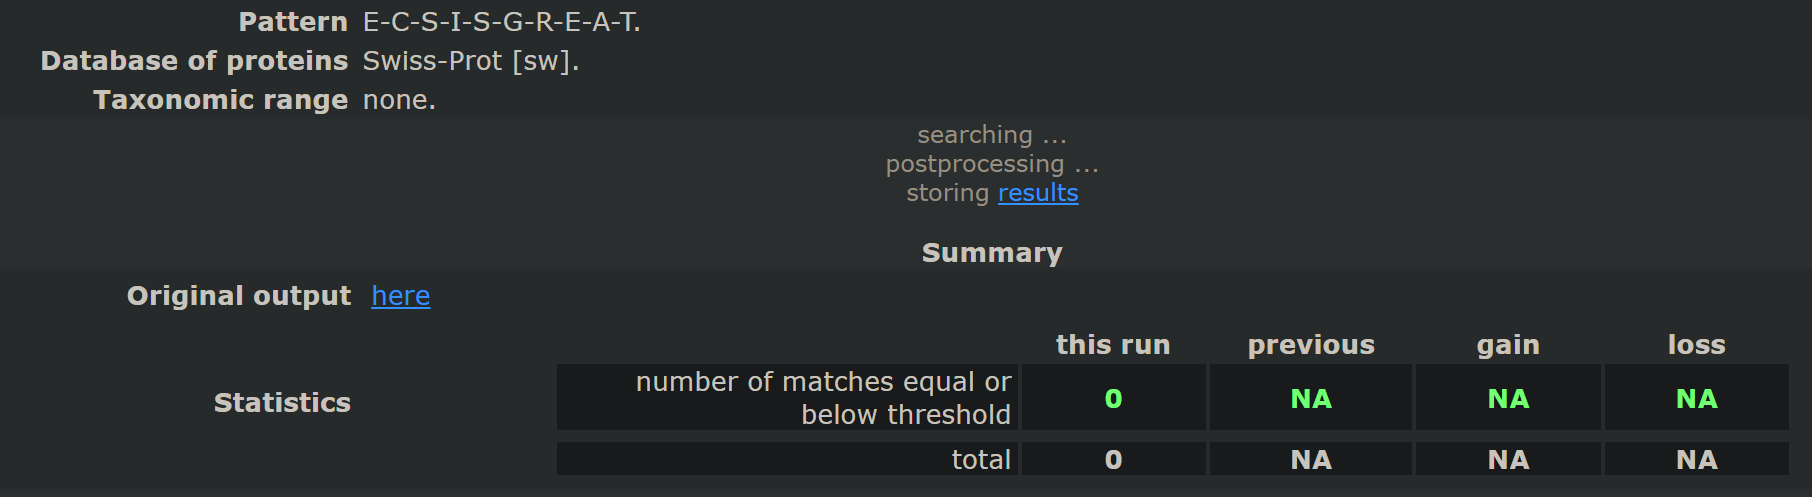 Pattern E-C-S-I-S-G-R-E-A-T.
Database of proteins Swiss-Prot [sw].
Taxonomic range none.
searching ...
postprocessing ...
storing results
Summary
Original output here
this run previous gain loss
Statistics
number of matches equal or
below threshold
0 NA NA NA
total 0 NA NA NA